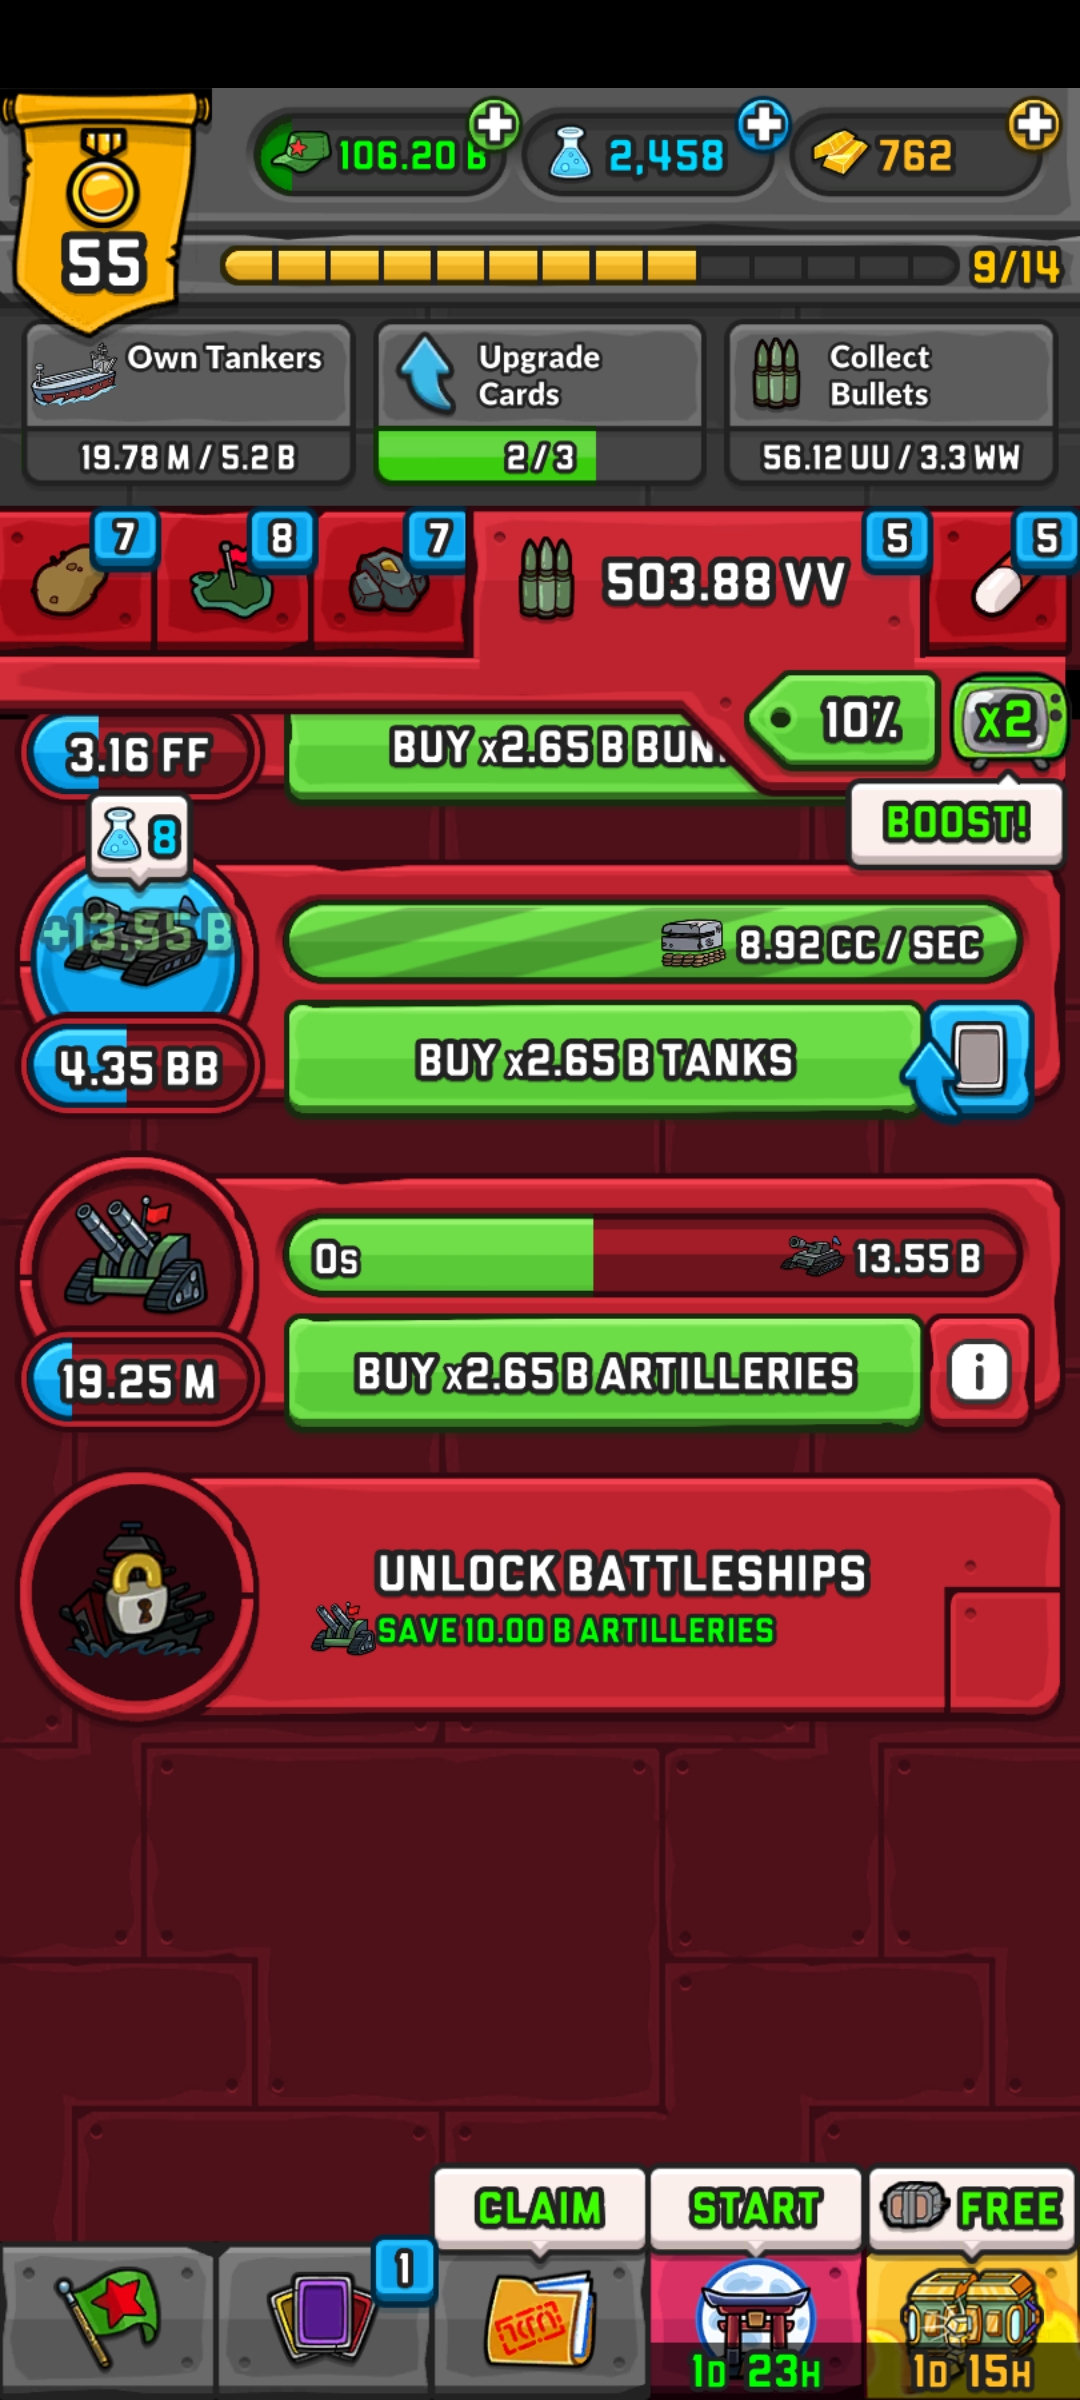 55
106.20 B
2,458
762
9/14
Own Tankers
19.78 M / 5.2 B
Upgrade
Cards
2 / 3
Collect
Bullets
56.12 UU / 3.3 WW
7
8
7
503.88 VV
5
5
10%
x2
BOOST!
3.16 FF
BUY x2.65 B BUN.
8
+13.55 B
8.92 CC / SEC
4.35 BB
BUY x2.65 B TANKS
0s
13.55 B
19.25 M
BUY x2.65 B ARTILLERIES
i
UNLOCK BATTLESHIPS
SAVE 10.00 B ARTILLERIES
CLAIM
START
FREE
1
1D 23H
1D 15H